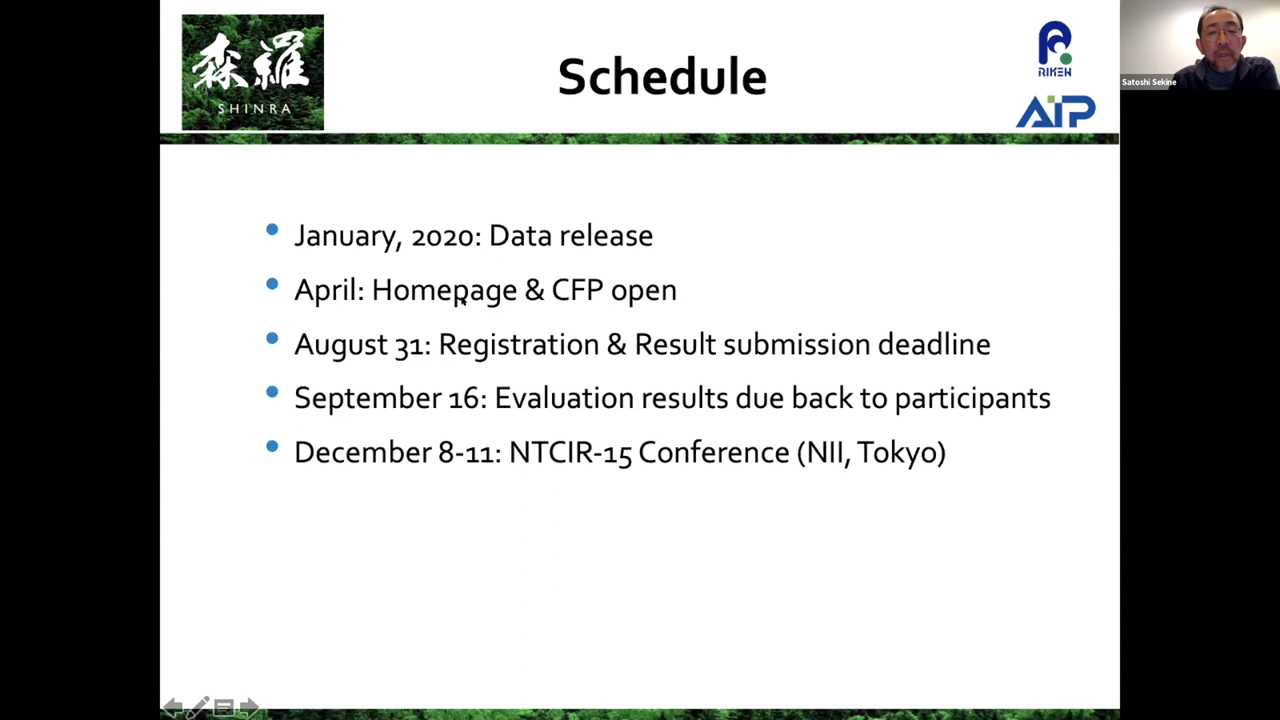 森羅
SHINRA
Schedule
RIKEN
AIP
Satoshi Sekine
• January, 2020: Data release
• April: Homepage & CFP open
• August 31: Registration & Result submission deadline
• September 16: Evaluation results due back to participants
• December 8-11: NTCIR-15 Conference (NII, Tokyo)